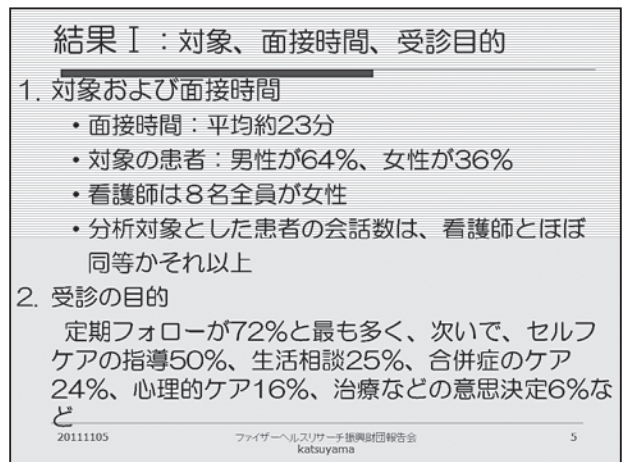 結果Ⅰ：対象、面接時間、受診目的
1. 対象および面接時間
・面接時間：平均約23分
・対象の患者：男性が64%、女性が36%
・看護師は8名全員が女性
・分析対象とした患者の会話数は、看護師とほぼ
同等かそれ以上
2. 受診の目的
定期フォローが72%と最も多く、次いで、セルフ
ケアの指導50%、生活相談25%、合併症のケア
24%、心理的ケア16%、治療などの意思決定6%な
ど
20111105 ファイザーヘルスリサーチ振興財団報告会 5
katsuyama